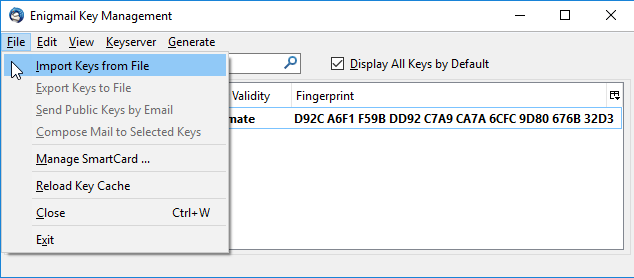 Enigmail Key Management
File Edit View Keyserver Generate
Import Keys from File
Display All Keys by Default
Export Keys to File
Validity Fingerprint
Send Public Keys by Email
mate D92C A6F1 F59B DD92 C7A9 CA7A 6CFC 9D80 676B 32D3
Compose Mail to Selected Keys
Manage SmartCard ...
Reload Key Cache
Close Ctrl+W
Exit